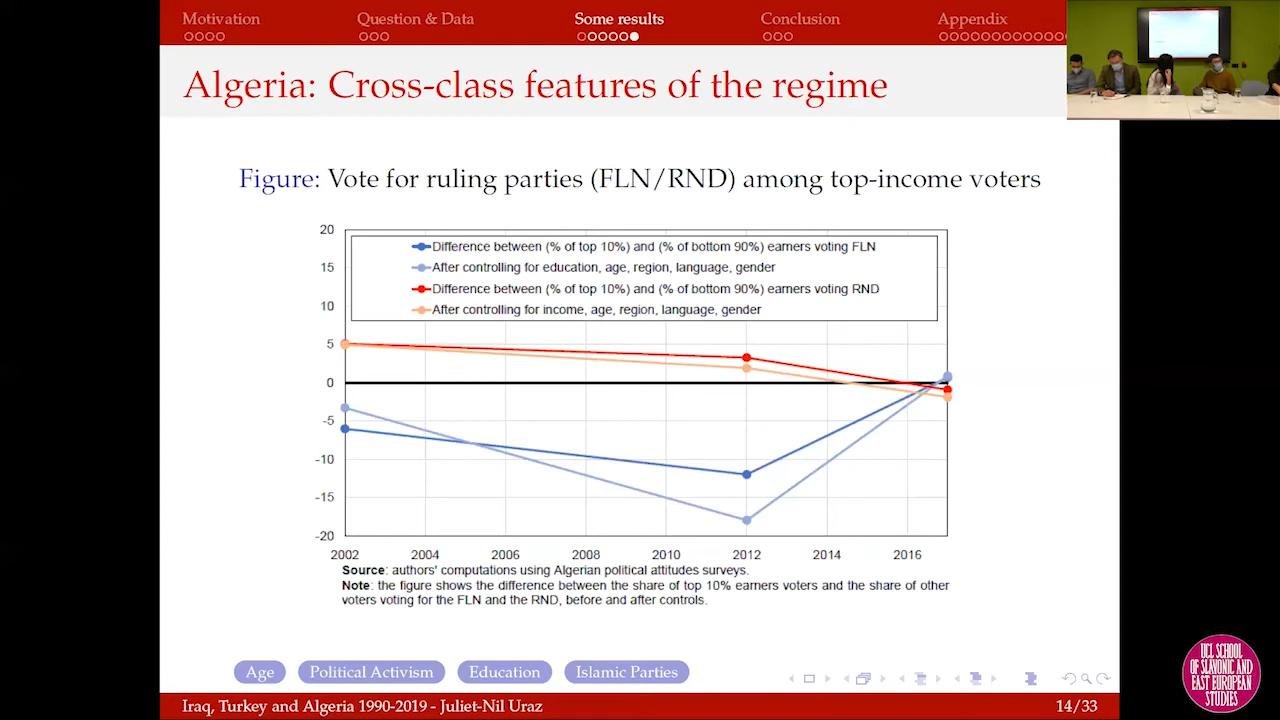 Motivation
Question & Data
Some results
Conclusion
Appendix
Algeria: Cross-class features of the regime
Figure: Vote for ruling parties (FLN/RND) among top-income voters
20
15
10
5
0
-5
-10
-15
-20
Difference between (% of top 10%) and (% of bottom 90%) earners voting FLN
After controlling for education, age, region, language, gender
Difference between (% of top 10%) and (% of bottom 90%) earners voting RND
After controlling for income, age, region, language, gender
2002 2004 2006 2008 2010 2012 2014 2016
Source: authors' computations using Algerian political attitudes surveys.
Note: the figure shows the difference between the share of top 10% earners voters and the share of other
voters voting for the FLN and the RND, before and after controls.
Age
Political Activism
Education
Islamic Parties
Iraq, Turkey and Algeria 1990-2019 - Juliet-Nil Uraz
14/33
UCL SCHOOL
OF SLAVONIC AND
EAST EUROPEAN
STUDIES